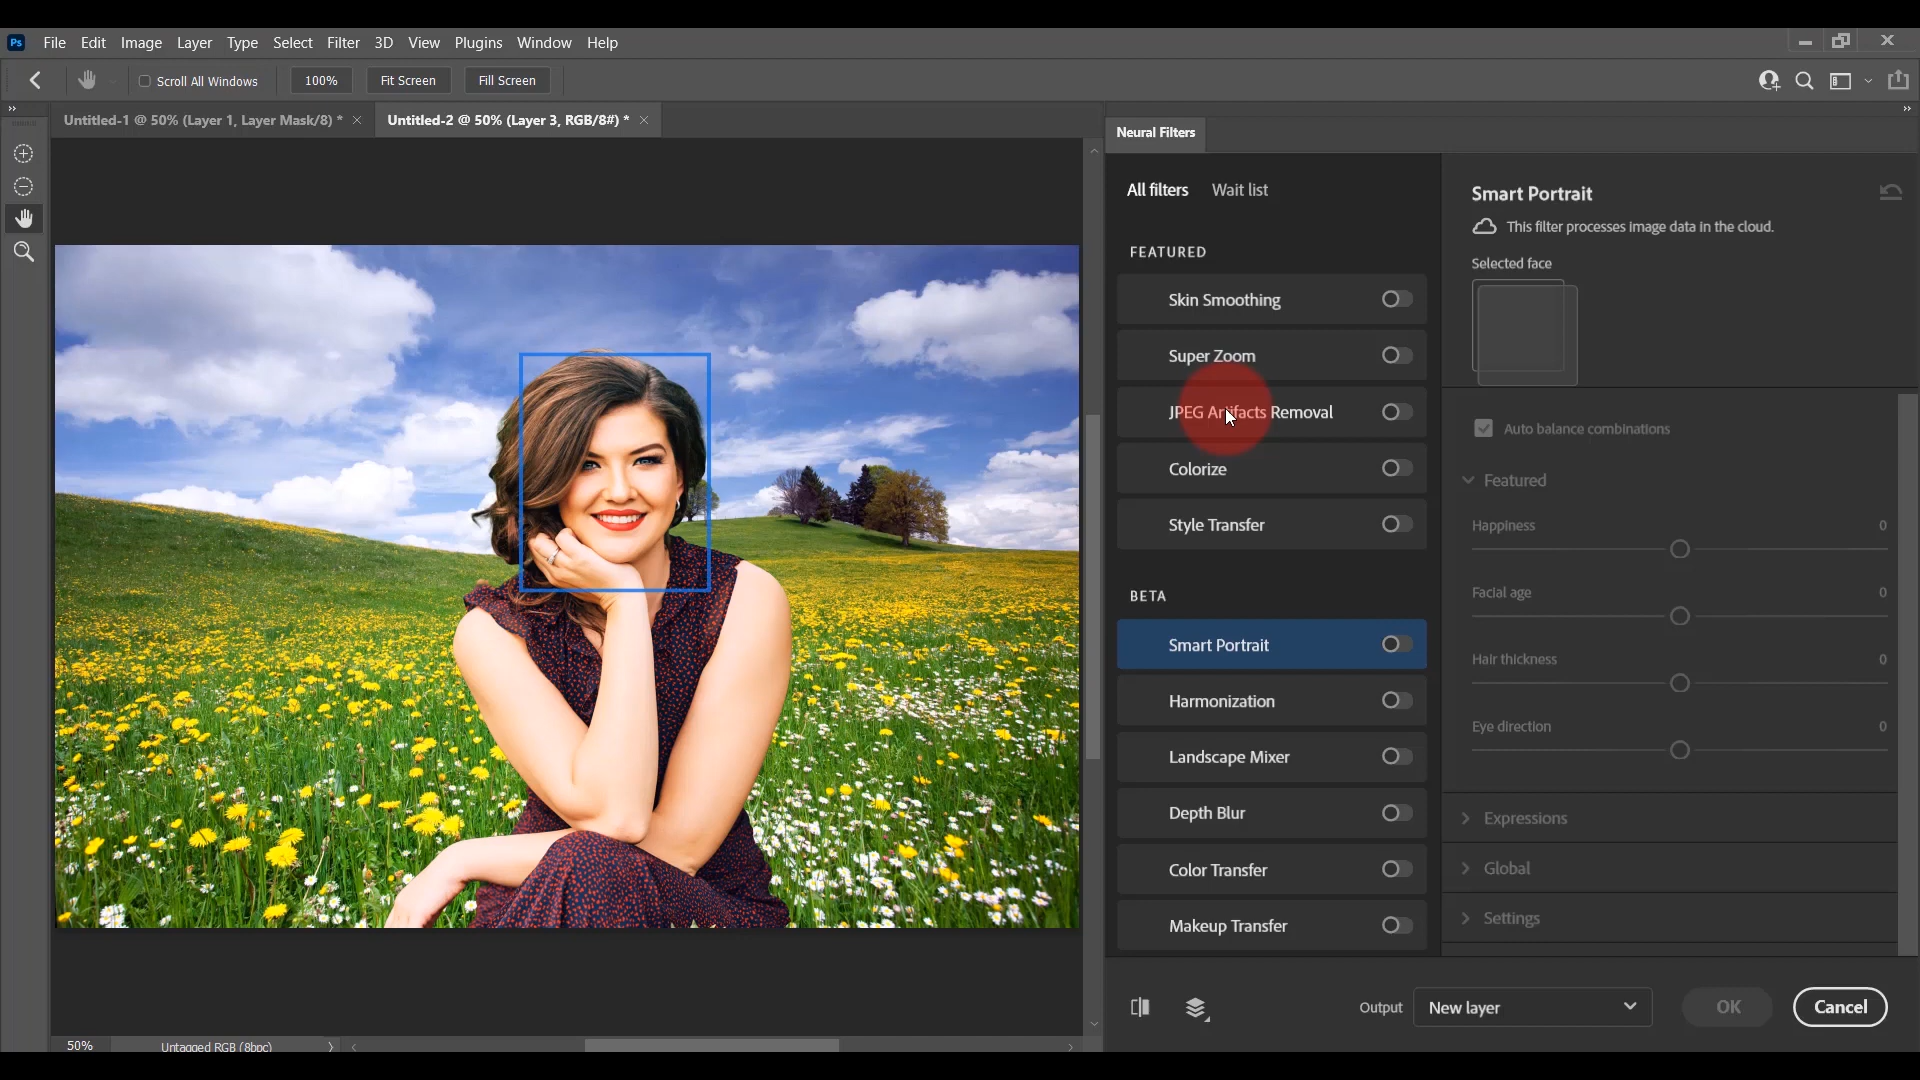 Ps File Edit Image Layer Type Select Filter 3D View Plugins Window Help
Scroll All Windows 100% Fit Screen Fill Screen
Untitled-1 @ 50% (Layer 1, Layer Mask/8) * × Untitled-2 @ 50% (Layer 3, RGB/8#) * ×
Neural Filters
All filters Wait list
FEATURED
Skin Smoothing
Super Zoom
JPEG Artifacts Removal
Colorize
Style Transfer
BETA
Smart Portrait
Harmonization
Landscape Mixer
Depth Blur
Color Transfer
Makeup Transfer
Smart Portrait
This filter processes image data in the cloud.
Selected face
Auto balance combinations
Featured
Happiness 0
Facial age 0
Hair thickness 0
Eye direction 0
Expressions
Global
Settings
Output New layer OK Cancel
50% Untagged RGB (8bpc)